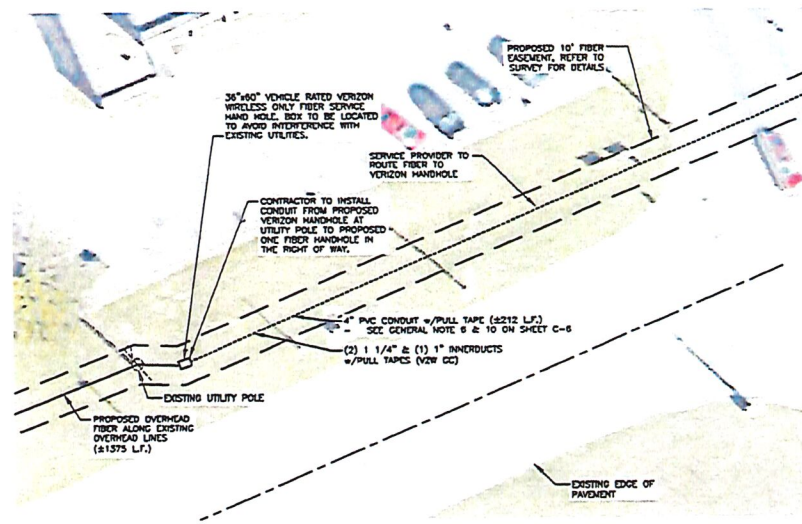 PROPOSED 10' FIBER
EASEMENT, REFER TO
SURVEY FOR DETAILS
36"x60" VEHICLE RATED VERIZON
WIRELESS ONLY FIBER SERVICE
HAND HOLE. BOX TO BE LOCATED
TO AVOID INTERFERENCE WITH
EXISTING UTILITIES.
SERVICE PROVIDER TO
ROUTE FIBER TO
VERIZON HANDHOLE
CONTRACTOR TO INSTALL
CONDUIT FROM PROPOSED
VERIZON HANDHOLE AT
UTILITY POLE TO PROPOSED
ONE FIBER HANDHOLE IN
THE RIGHT OF WAY.
4" PVC CONDUIT w/PULL TAPE (±212 L.F.)
- SEE GENERAL NOTE 6 & 10 ON SHEET C-6
(2) 1 1/4" & (1) 1" INNERDUCTS
w/PULL TAPES (VZW GC)
EXISTING UTILITY POLE
PROPOSED OVERHEAD
FIBER ALONG EXISTING
OVERHEAD LINES
(±1575 L.F.)
EXISTING EDGE OF
PAVEMENT